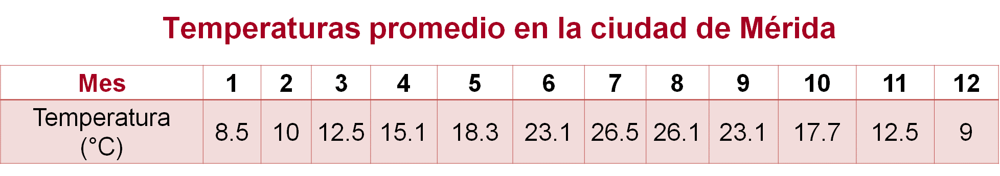 Temperaturas promedio en la ciudad de Mérida
Mes 1 2 3 4 5 6 7 8 9 10 11 12
Temperatura (°C) 8.5 10 12.5 15.1 18.3 23.1 26.5 26.1 23.1 17.7 12.5 9